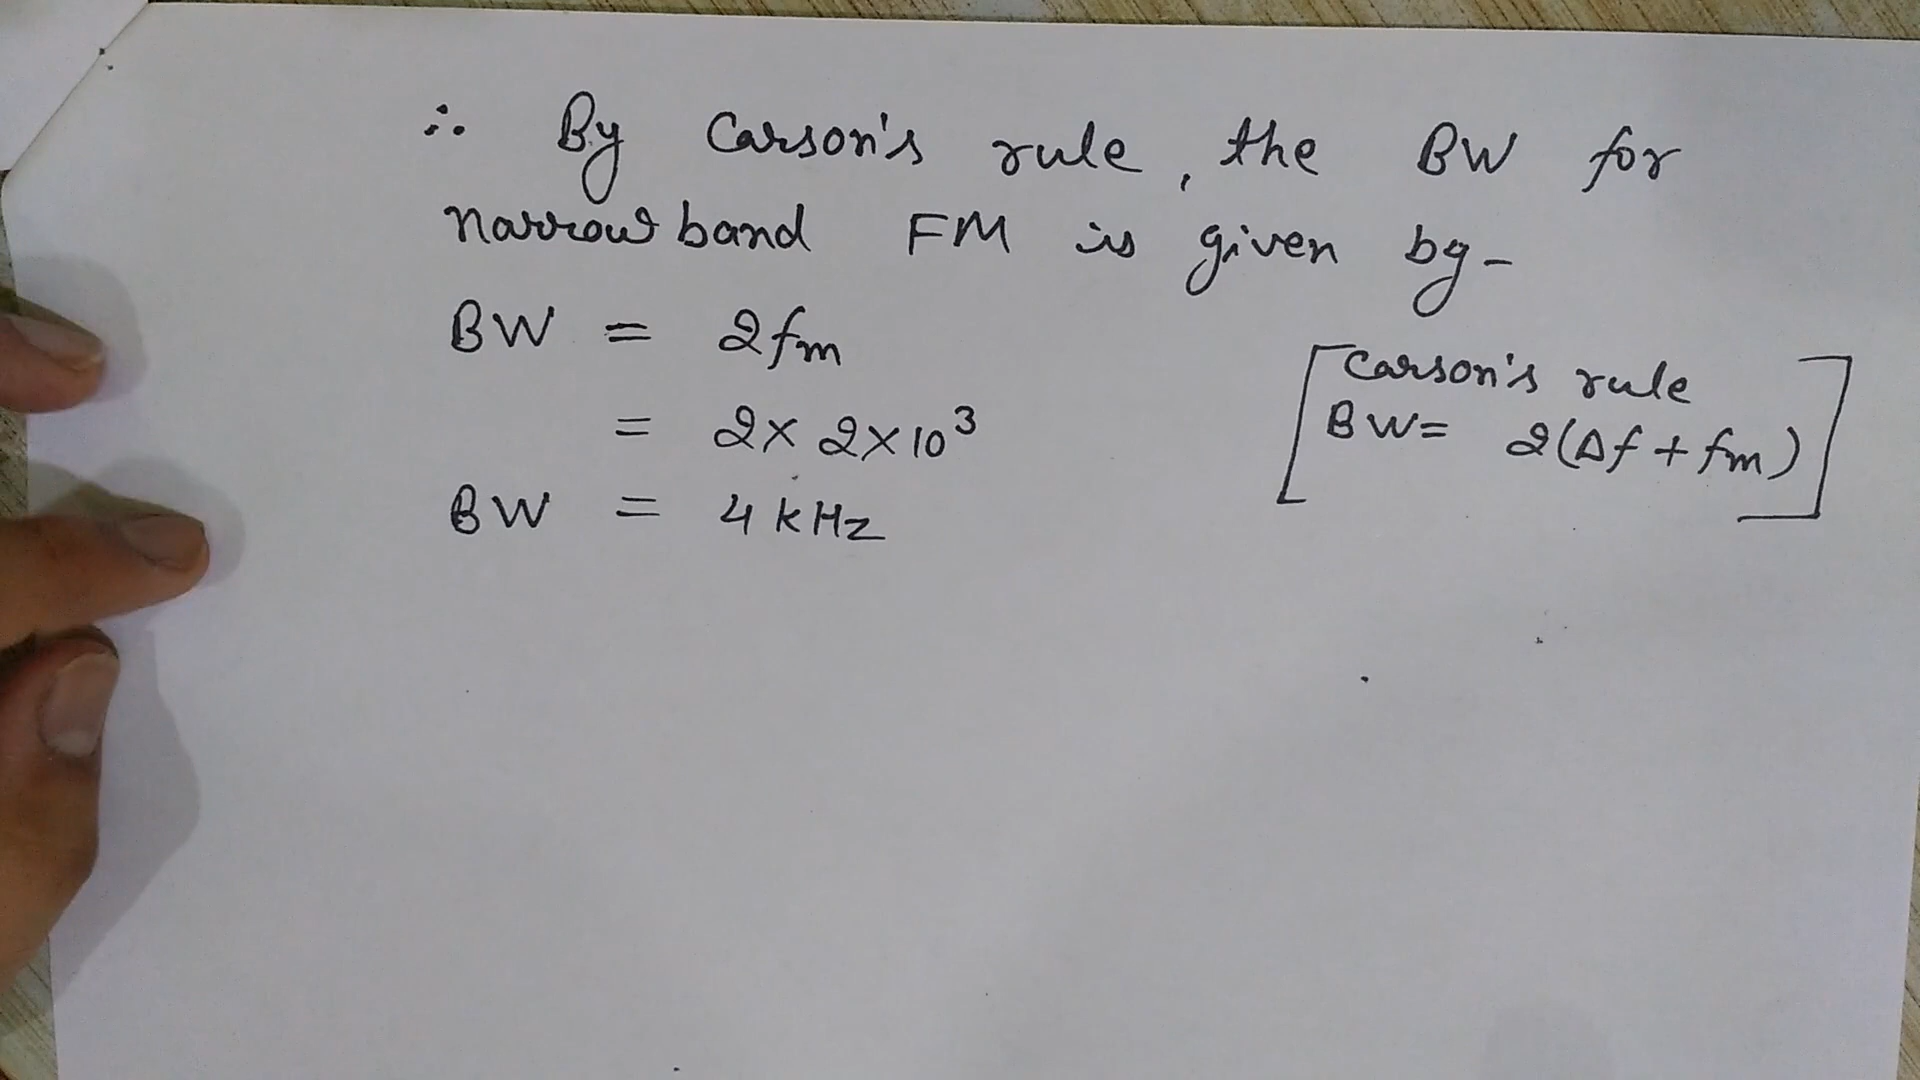 ∴ By Carson's rule, the BW for
narrow band FM is given by-
BW = 2fm
= 2×2×10³
BW = 4 kHz
[Carson's rule
BW= 2(Δf + fm)]